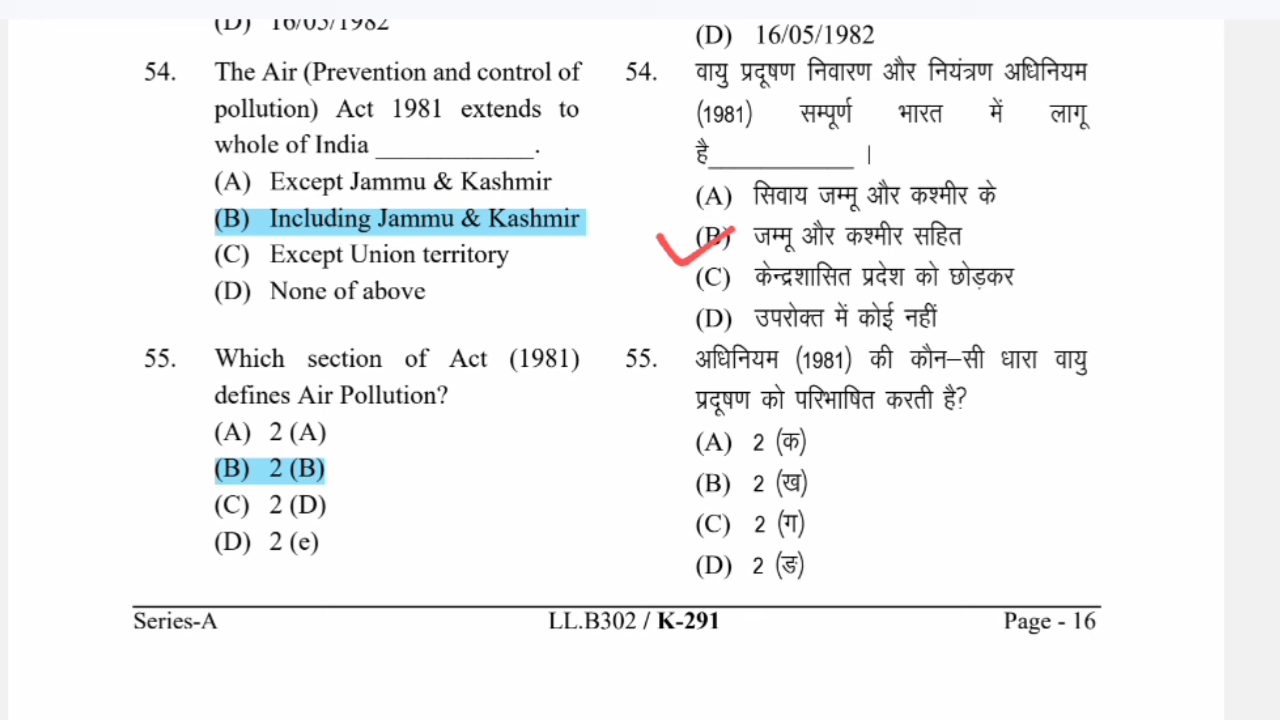 (D) 16/05/1982
54. The Air (Prevention and control of
pollution) Act 1981 extends to
whole of India ____________.
(A) Except Jammu & Kashmir
(B) Including Jammu & Kashmir
(C) Except Union territory
(D) None of above
55. Which section of Act (1981)
defines Air Pollution?
(A) 2 (A)
(B) 2 (B)
(C) 2 (D)
(D) 2 (e)
(D) 16/05/1982
54. वायु प्रदूषण निवारण और नियंत्रण अधिनियम
(1981) सम्पूर्ण भारत में लागू
है___________ ।
(A) सिवाय जम्मू और कश्मीर के
(B) जम्मू और कश्मीर सहित
(C) केन्द्रशासित प्रदेश को छोड़कर
(D) उपरोक्त में कोई नहीं
55. अधिनियम (1981) की कौन–सी धारा वायु
प्रदूषण को परिभाषित करती है?
(A) 2 (क)
(B) 2 (ख)
(C) 2 (ग)
(D) 2 (ङ)
Series-A LL.B302 / K-291 Page - 16